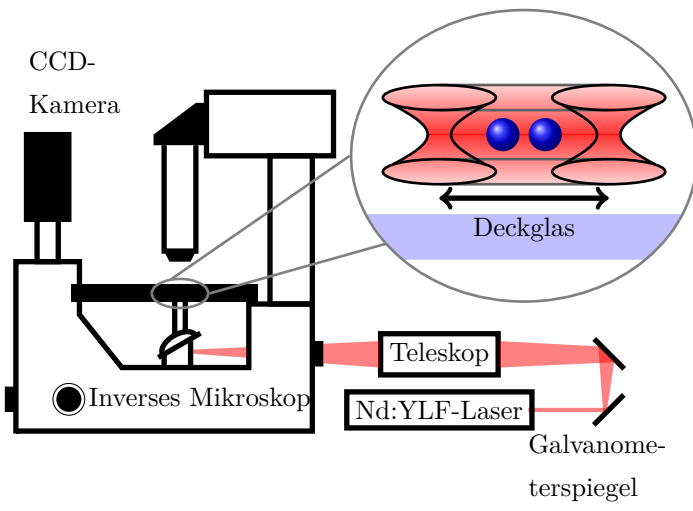 CCD-
Kamera
Deckglas
Teleskop
Inverses Mikroskop
Nd:YLF-Laser
Galvanome-
terspiegel